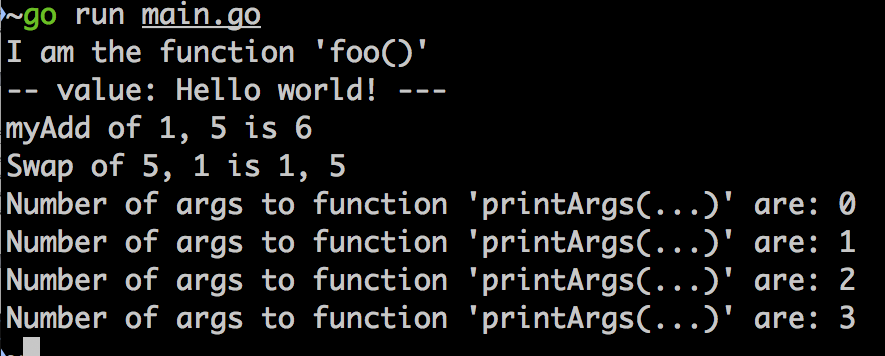 ~go run main.go
I am the function 'foo()'
-- value: Hello world! ---
myAdd of 1, 5 is 6
Swap of 5, 1 is 1, 5
Number of args to function 'printArgs(...)' are: 0
Number of args to function 'printArgs(...)' are: 1
Number of args to function 'printArgs(...)' are: 2
Number of args to function 'printArgs(...)' are: 3
~